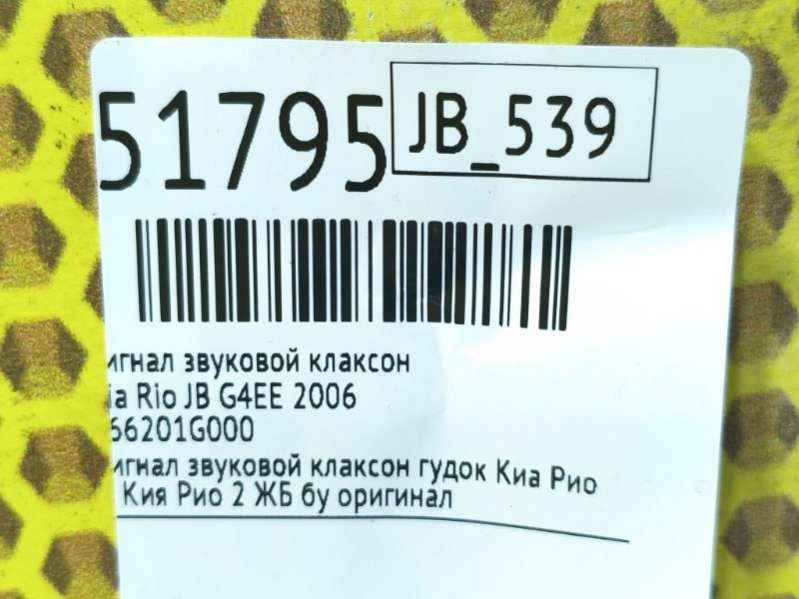 51795 JB_539
игнал звуковой клаксон
ia Rio JB G4EE 2006
66201G000
игнал звуковой клаксон гудок Киа Рио
Кия Рио 2 ЖБ бу оригинал